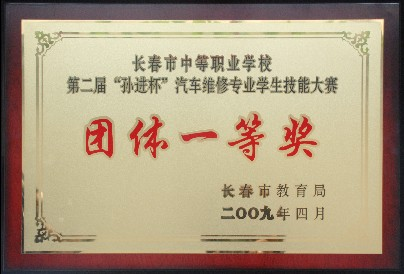 长春市中等职业学校
第二届“孙进杯”汽车维修专业学生技能大赛
团体一等奖
长春市教育局
二〇〇九年四月